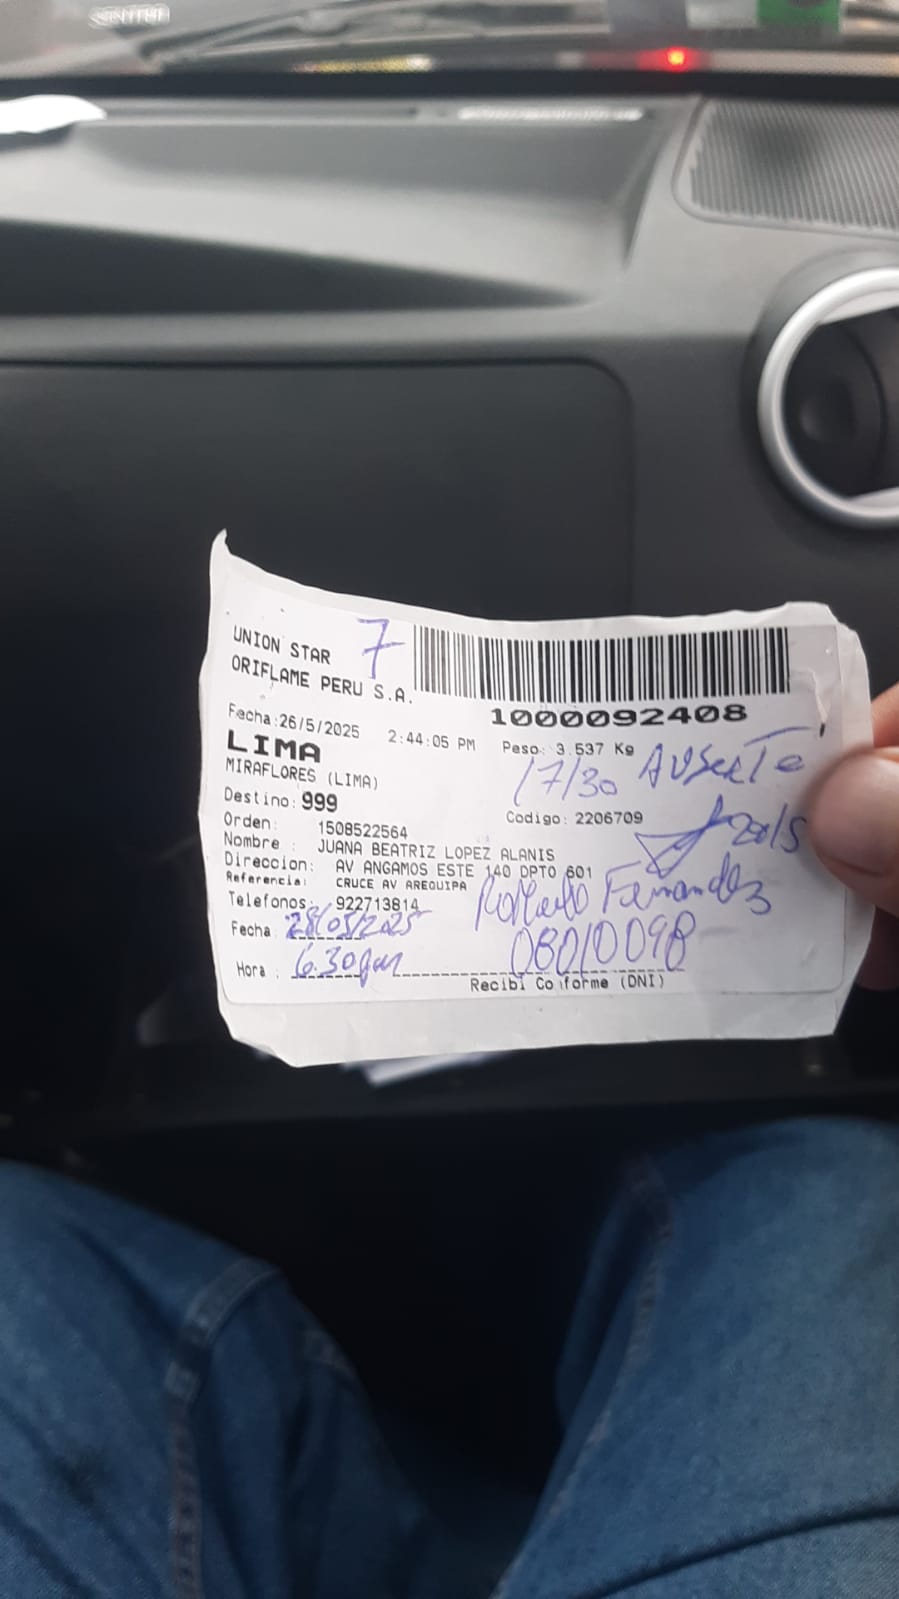 UNION STAR 7
ORIFLAME PERU S.A.
1000092408
Fecha:26/5/2025 2:44:05 PM Peso: 3.537 Kg
LIMA
17/30 AUSENTE
MIRAFLORES (LIMA)
Destino: 999
Codigo: 2206709
Orden: 1508522564
Nombre : JUANA BEATRIZ LOPEZ ALANIS
Direccion: AV ANGAMOS ESTE 140 DPTO 601
Referencia: CRUCE AV AREQUIPA
Telefonos: 922713814
Fernandez
Fecha: 28/05/2025
08010098
Hora : 6.30pm
Recibi Co forme (DNI)